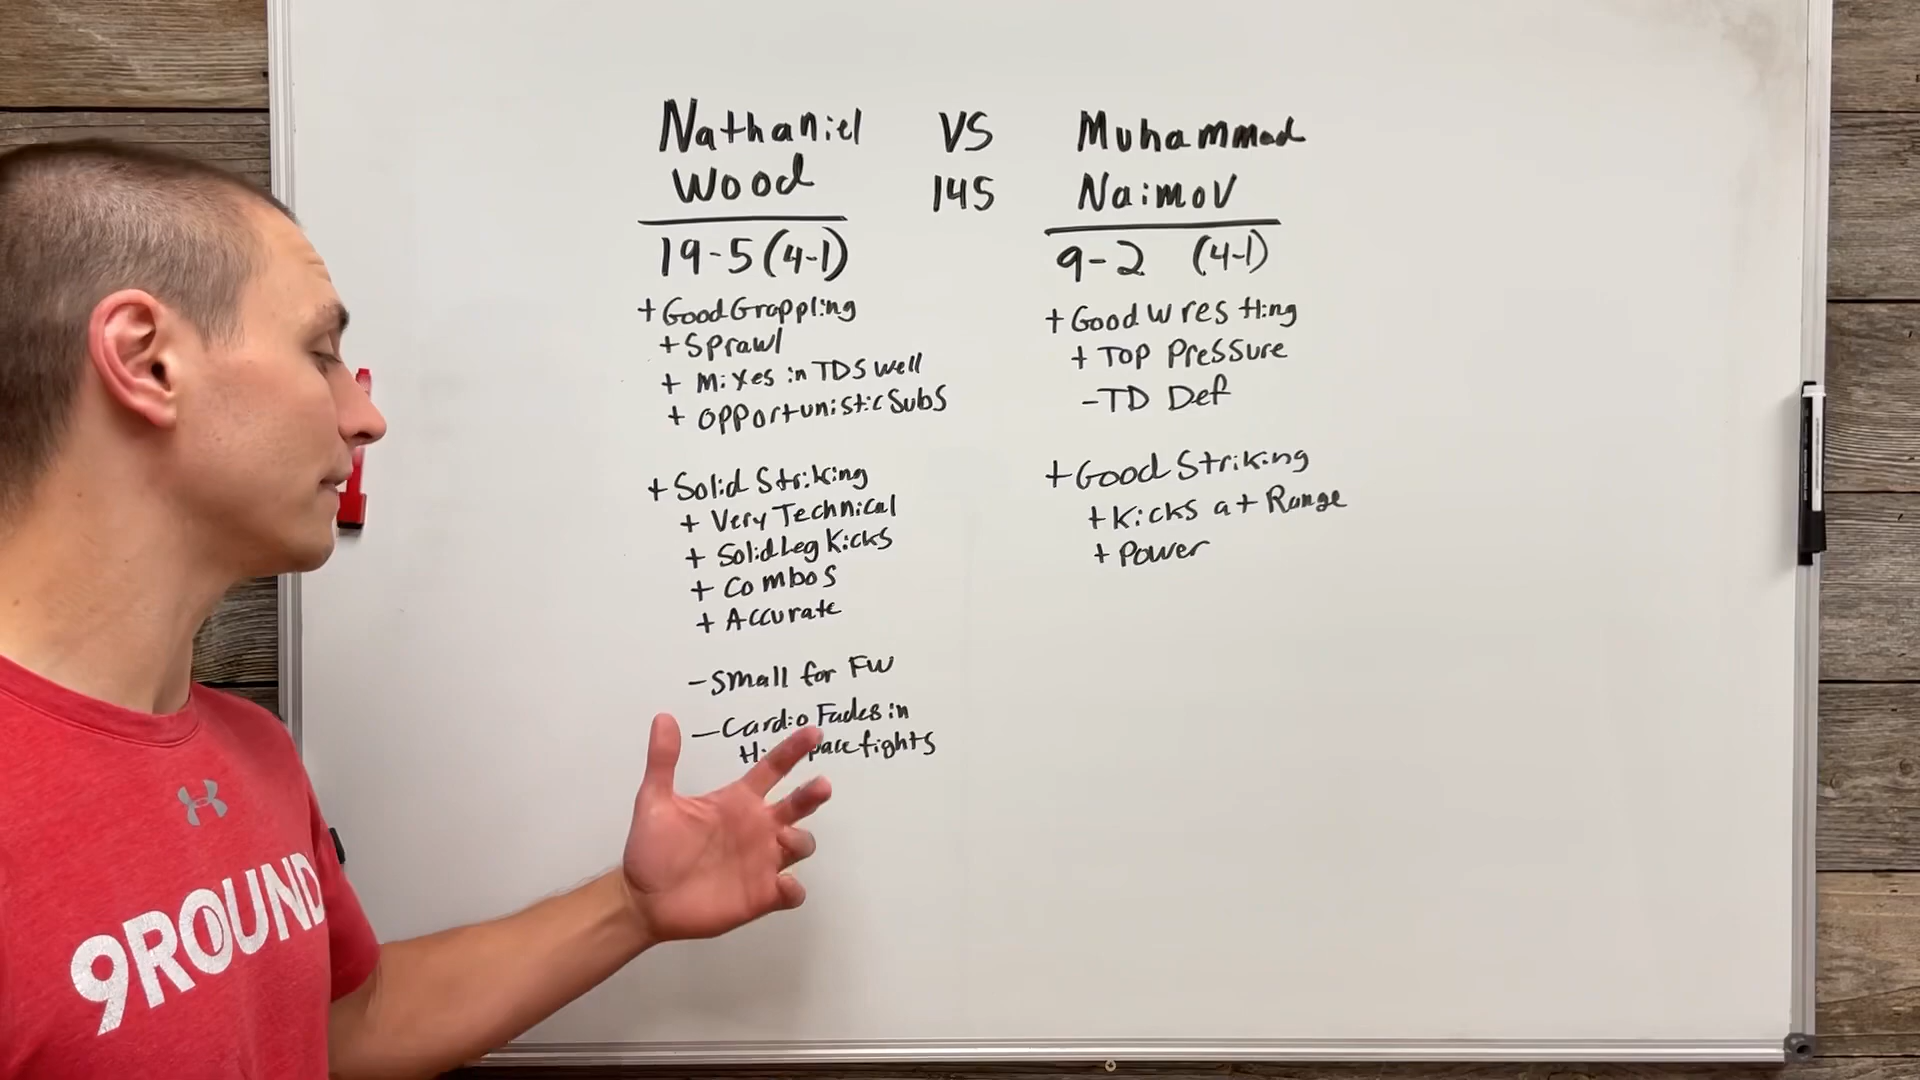 Nathaniel VS Muhammad
Wood 145 Naimov
19-5 (4-1)
+ Good Grappling
+ Sprawl
+ Mixes in TDS well
+ opportunistic Subs
+ Solid Striking
+ Very Technical
+ Solid Leg Kicks
+ Combos
+ Accurate
- Small for FW
- Cardio Fades in
pace fights
9-2 (4-1)
+ Good Wrestling
+ Top Pressure
- TD Def
+ Good Striking
+ Kicks at Range
+ Power
9ROUND